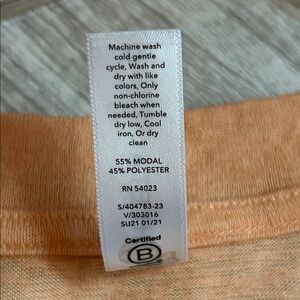 Machine wash
cold gentle
cycle, Wash and
dry with like
colors, Only
non-chlorine
bleach when
needed, Tumble
dry low, Cool
iron, Or dry
clean
55% MODAL
45% POLYESTER
RN 54023
S/404783-23
V/303016
SU21 01/21
Certified
B